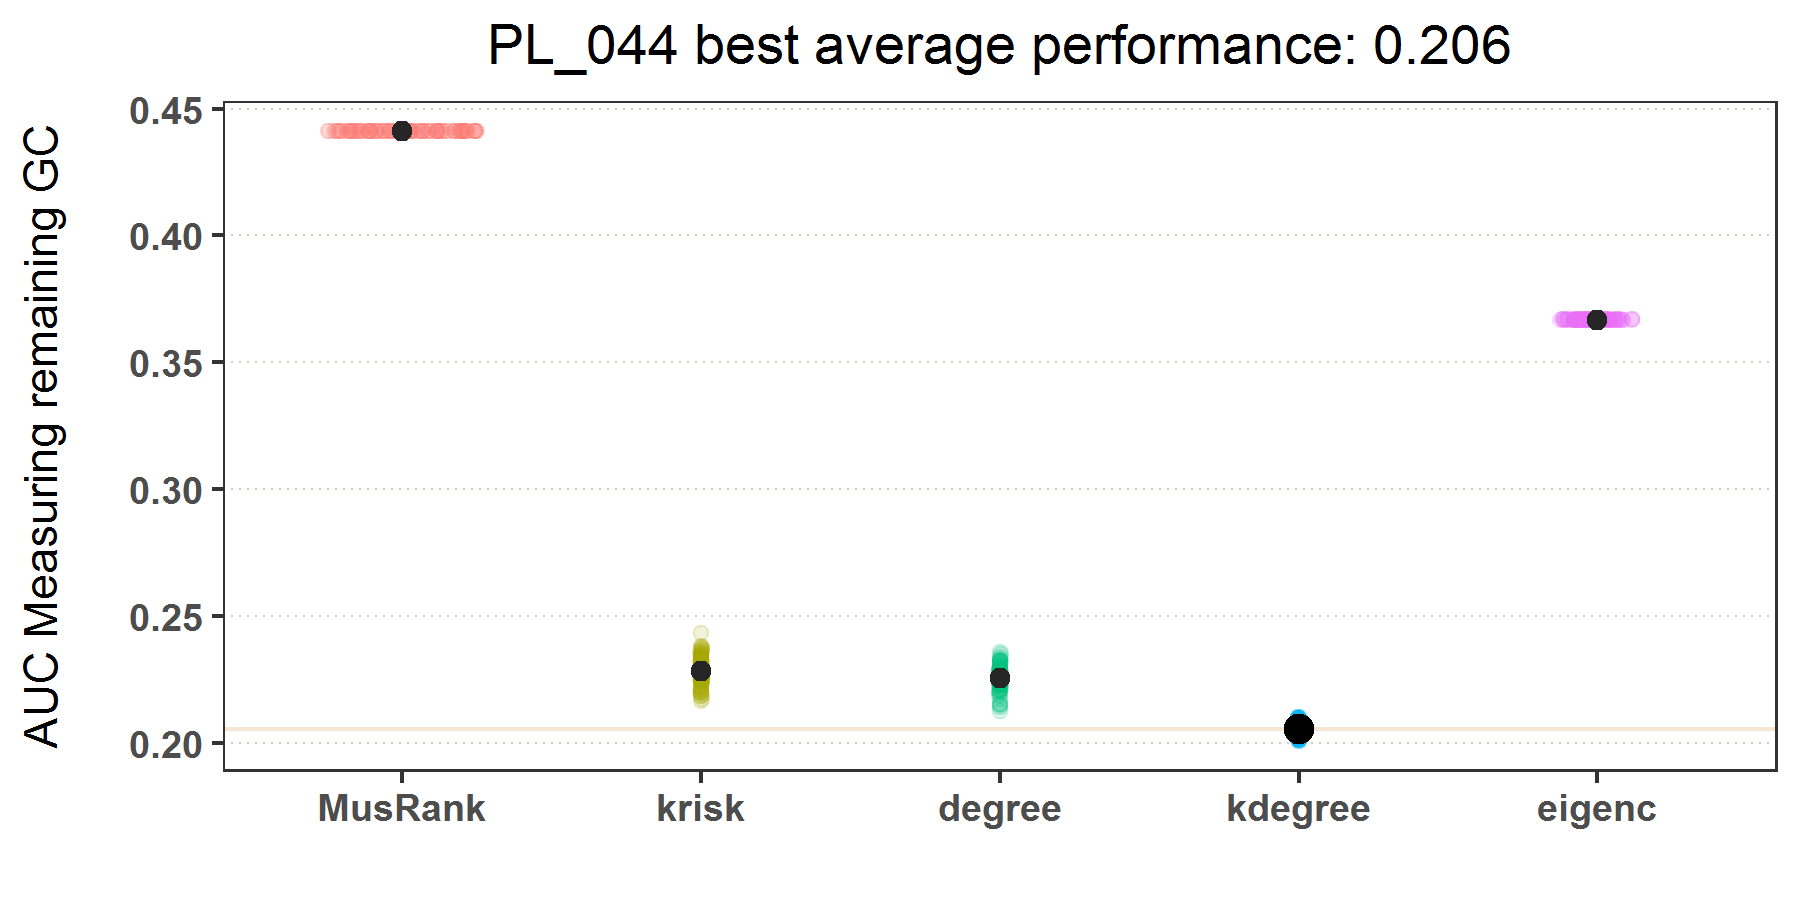 PL_044 best average performance: 0.206
AUC Measuring remaining GC
0.45
0.40
0.35
0.30
0.25
0.20
MusRank krisk degree kdegree eigenc